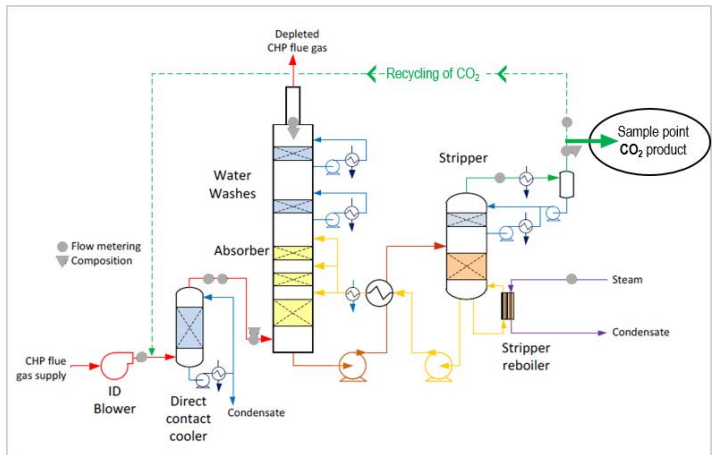 Depleted
CHP flue gas
Recycling of CO₂
Sample point
CO₂ product
Stripper
Water
Washes
Absorber
Flow metering
Composition
Steam
Condensate
Stripper
reboiler
CHP flue
gas supply
ID
Blower
Direct
contact
cooler
Condensate